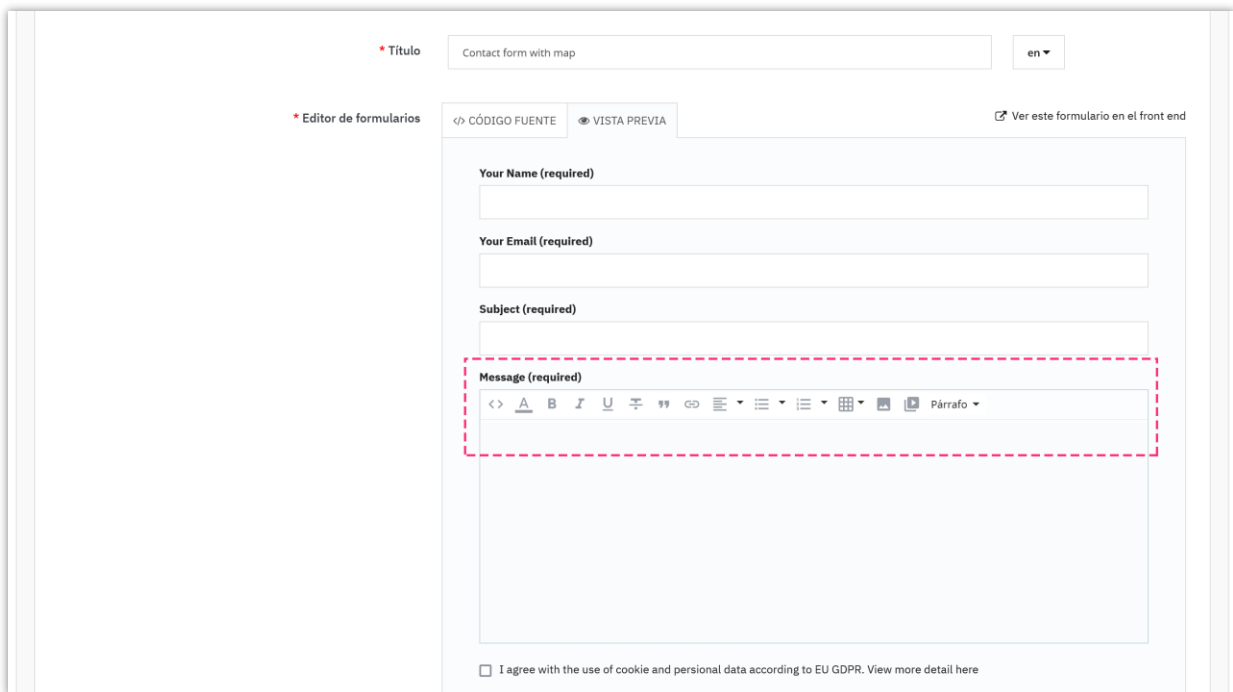 * Título
Contact form with map
en
* Editor de formularios
</> CÓDIGO FUENTE
VISTA PREVIA
Ver este formulario en el front end
Your Name (required)
Your Email (required)
Subject (required)
Message (required)
Párrafo
I agree with the use of cookie and persional data according to EU GDPR. View more detail here